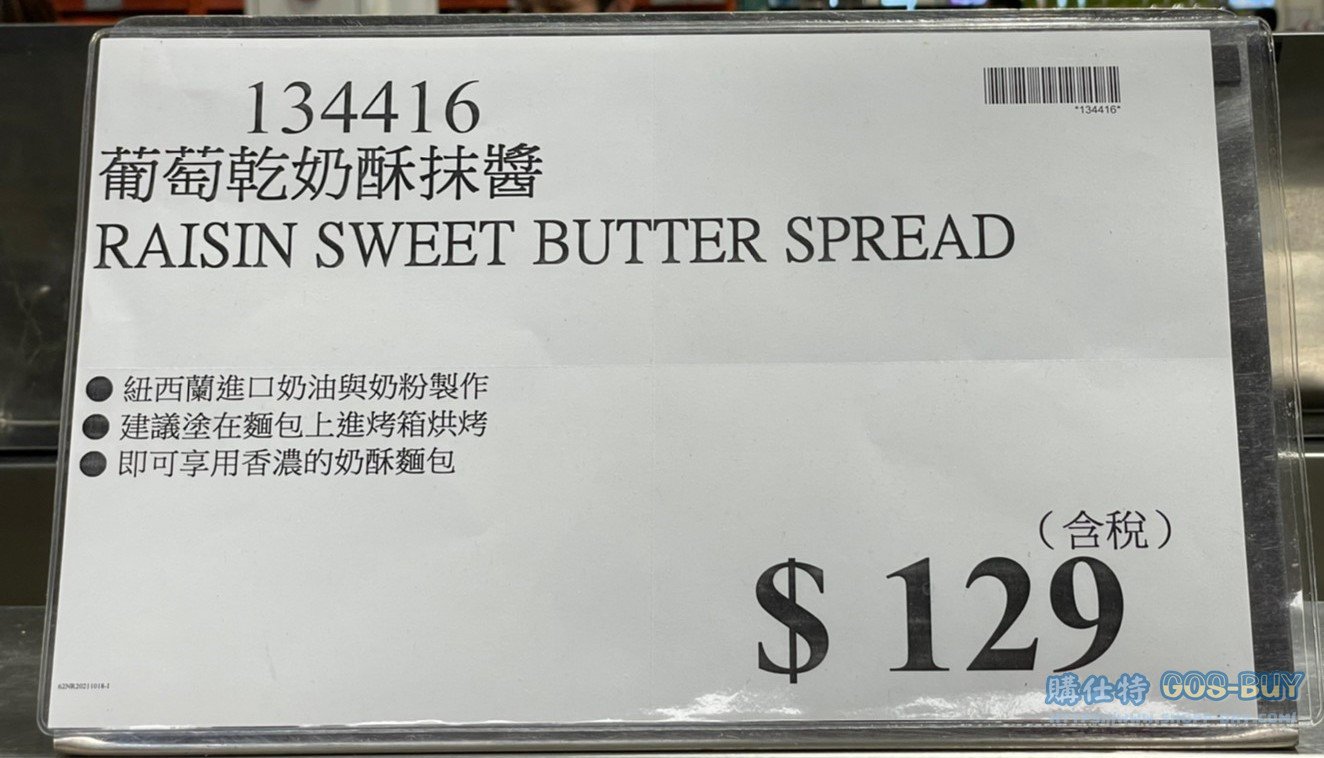 134416
*134416*
葡萄乾奶酥抹醬
RAISIN SWEET BUTTER SPREAD
● 紐西蘭進口奶油與奶粉製作
● 建議塗在麵包上進烤箱烘烤
● 即可享用香濃的奶酥麵包
（含稅）
$ 129
購仕特 GOS-BUY